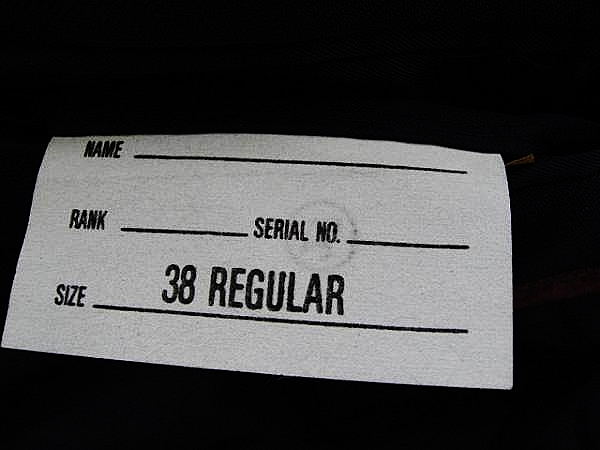 NAME
RANK SERIAL NO.
SIZE 38 REGULAR